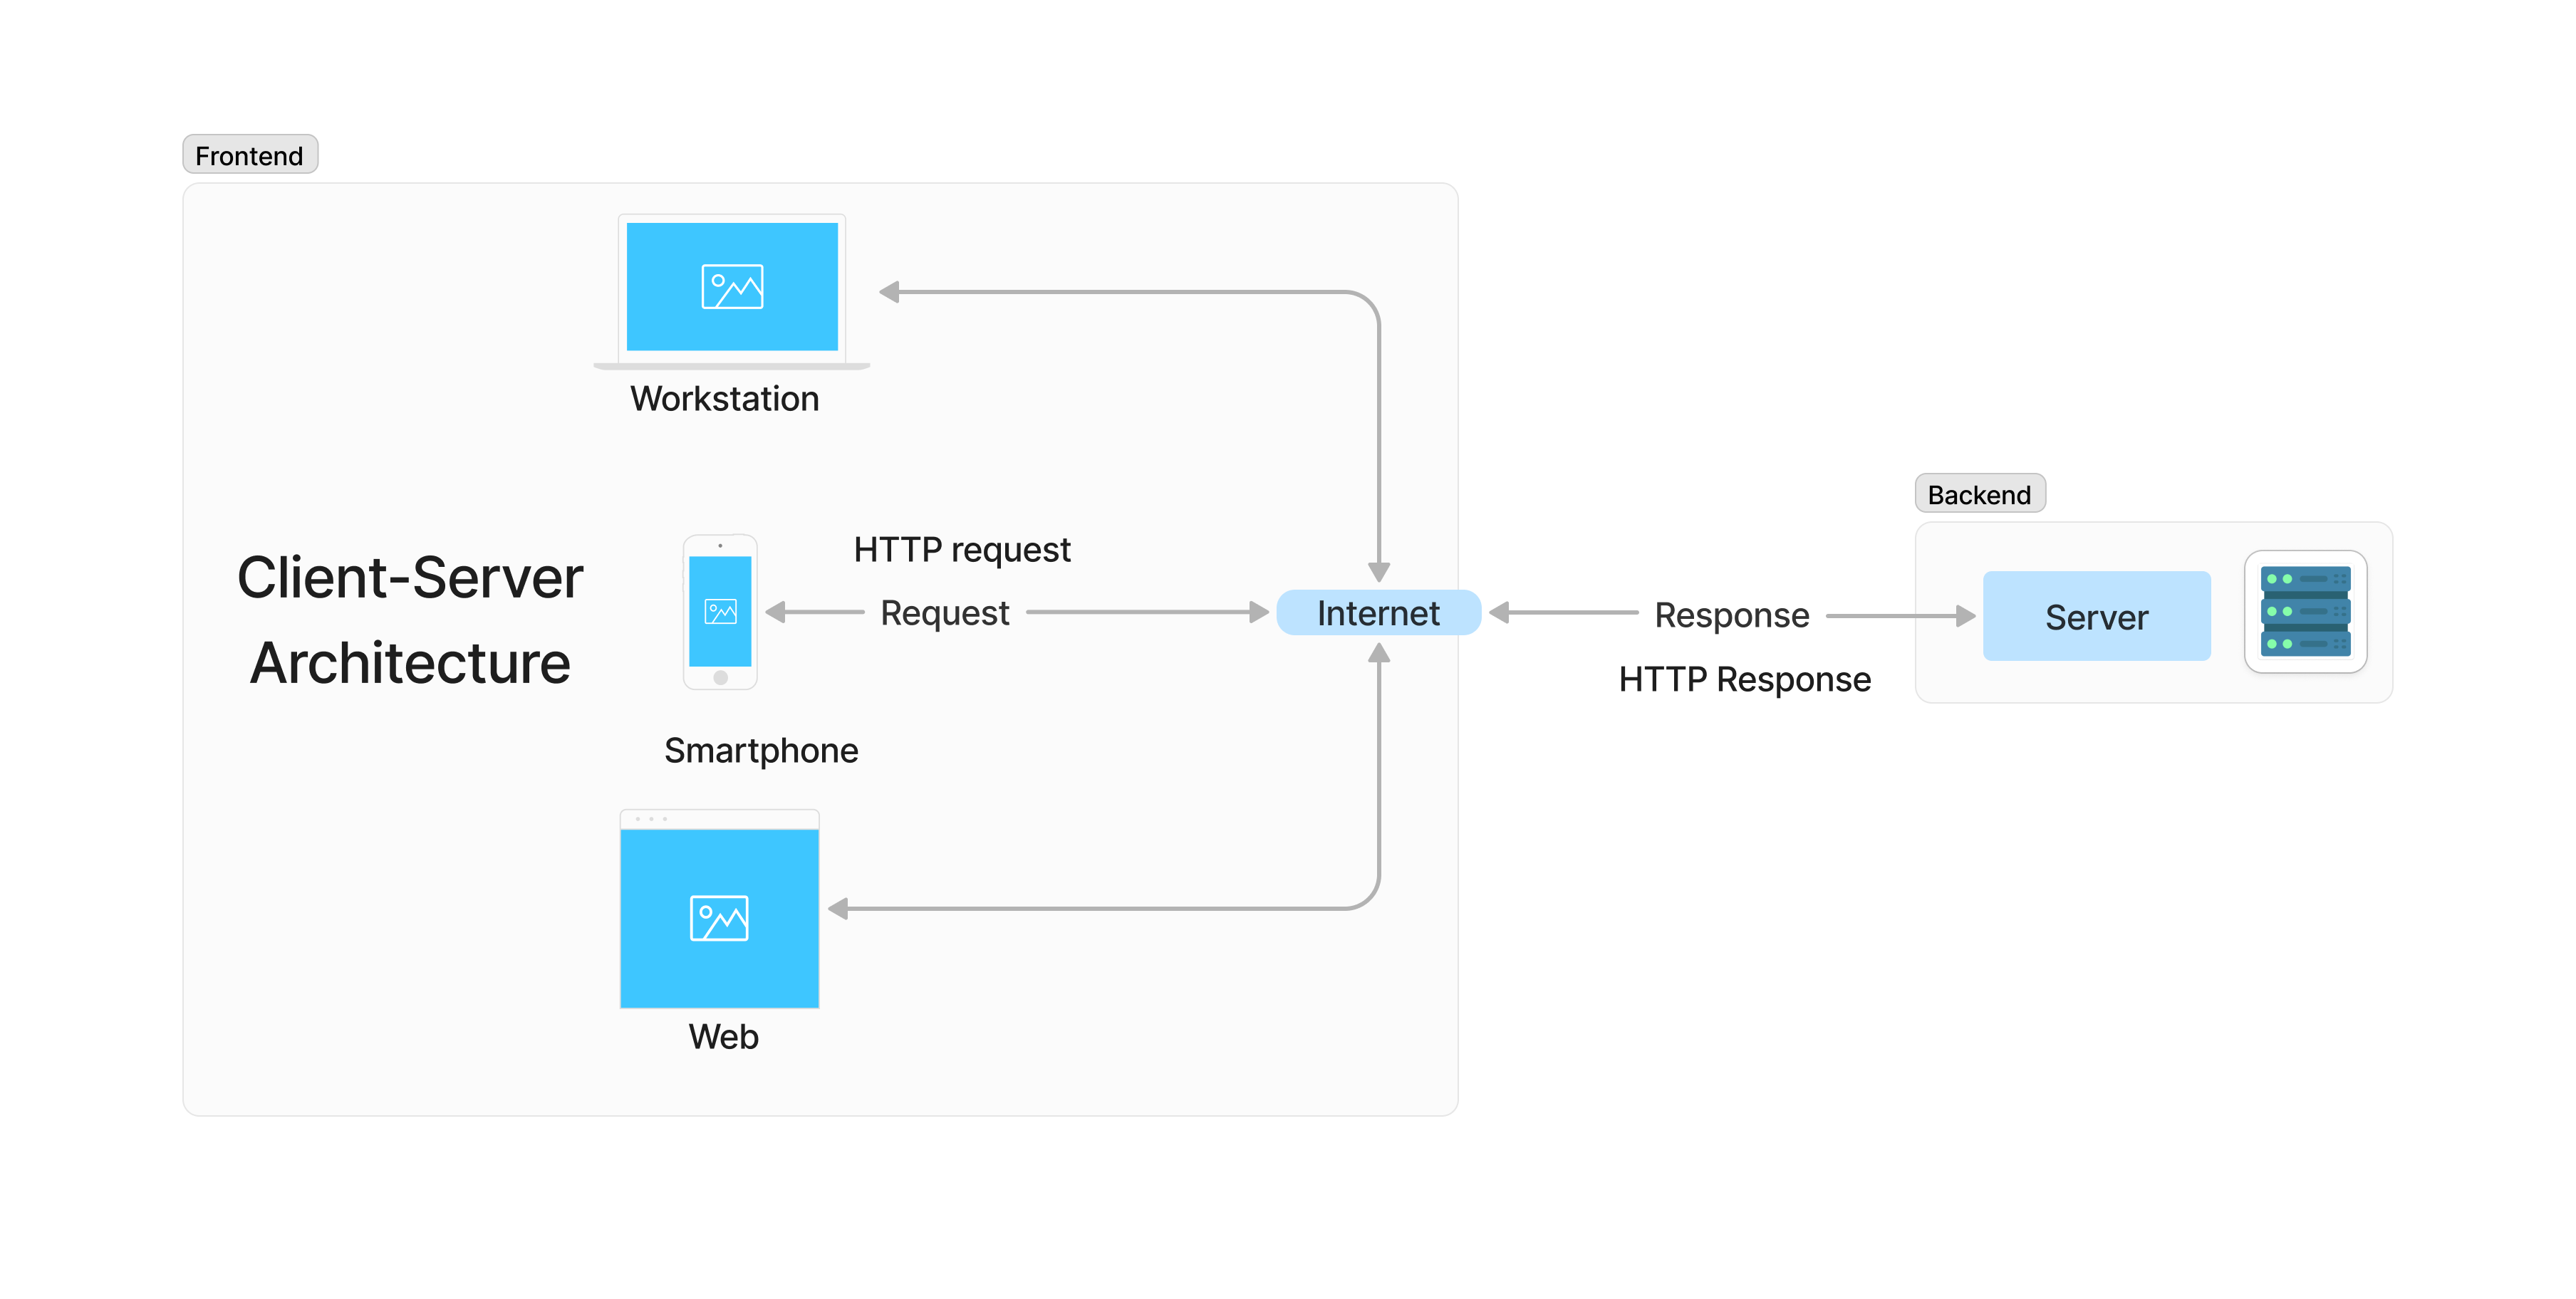 Frontend
Workstation
Client-Server
Architecture
HTTP request
Request
Smartphone
Web
Internet
Response
HTTP Response
Backend
Server